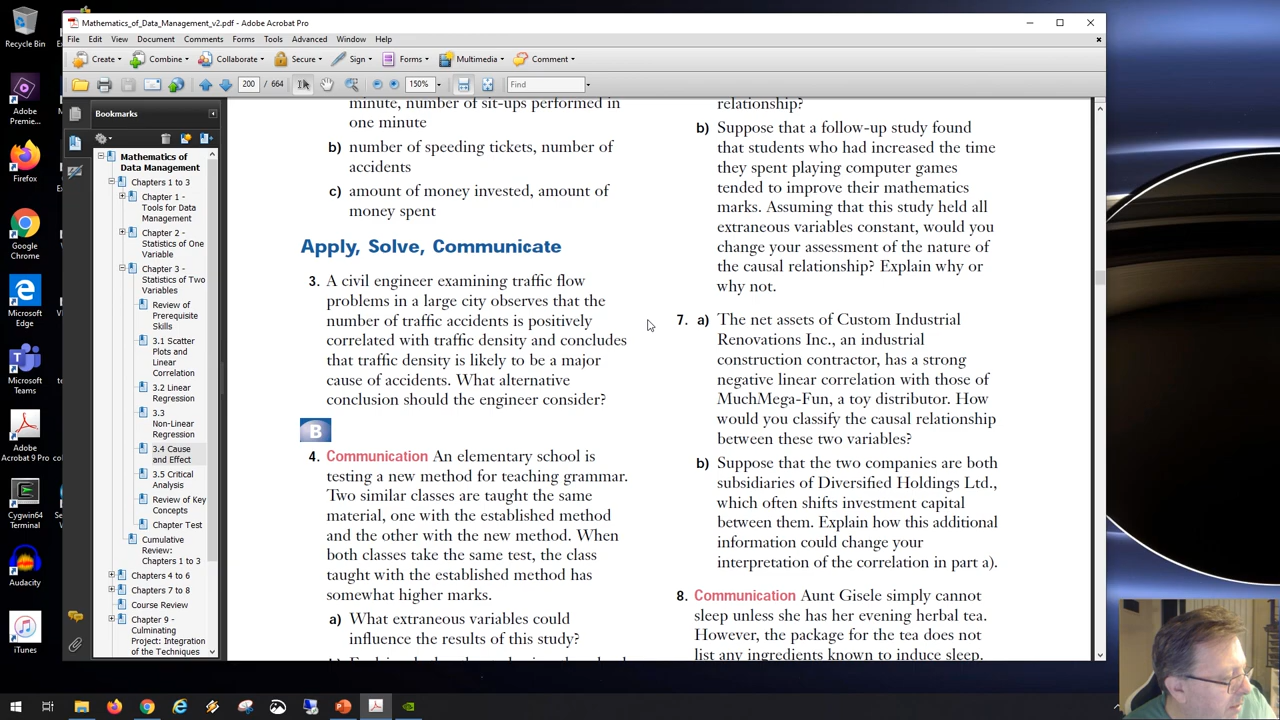 Recycle Bin
Adobe
Premie...
Firefox
Google
Chrome
Microsoft
Edge
Microsoft
Teams
Adobe
Acrobat 9 Pro
Cygwin64
Terminal
Audacity
iTunes
Mathematics_of_Data_Management_v2.pdf - Adobe Acrobat Pro
File Edit View Document Comments Forms Tools Advanced Window Help
Create Combine Collaborate Secure Sign Forms Multimedia Comment
200 / 664 150% Find
Bookmarks
Mathematics of
Data Management
Chapters 1 to 3
Chapter 1 -
Tools for Data
Management
Chapter 2 -
Statistics of One
Variable
Chapter 3 -
Statistics of Two
Variables
Review of
Prerequisite
Skills
3.1 Scatter
Plots and
Linear
Correlation
3.2 Linear
Regression
3.3
Non-Linear
Regression
3.4 Cause
and Effect
3.5 Critical
Analysis
Review of Key
Concepts
Chapter Test
Cumulative
Review:
Chapters 1 to 3
Chapters 4 to 6
Chapters 7 to 8
Course Review
Chapter 9 -
Culminating
Project: Integration
of the Techniques
minute, number of sit-ups performed in
one minute
b) number of speeding tickets, number of
accidents
c) amount of money invested, amount of
money spent
Apply, Solve, Communicate
3. A civil engineer examining traffic flow
problems in a large city observes that the
number of traffic accidents is positively
correlated with traffic density and concludes
that traffic density is likely to be a major
cause of accidents. What alternative
conclusion should the engineer consider?
B
4. Communication An elementary school is
testing a new method for teaching grammar.
Two similar classes are taught the same
material, one with the established method
and the other with the new method. When
both classes take the same test, the class
taught with the established method has
somewhat higher marks.
a) What extraneous variables could
influence the results of this study?
relationship?
b) Suppose that a follow-up study found
that students who had increased the time
they spent playing computer games
tended to improve their mathematics
marks. Assuming that this study held all
extraneous variables constant, would you
change your assessment of the nature of
the causal relationship? Explain why or
why not.
7. a) The net assets of Custom Industrial
Renovations Inc., an industrial
construction contractor, has a strong
negative linear correlation with those of
MuchMega-Fun, a toy distributor. How
would you classify the causal relationship
between these two variables?
b) Suppose that the two companies are both
subsidiaries of Diversified Holdings Ltd.,
which often shifts investment capital
between them. Explain how this additional
information could change your
interpretation of the correlation in part a).
8. Communication Aunt Gisele simply cannot
sleep unless she has her evening herbal tea.
However, the package for the tea does not
list any ingredients known to induce sleep.